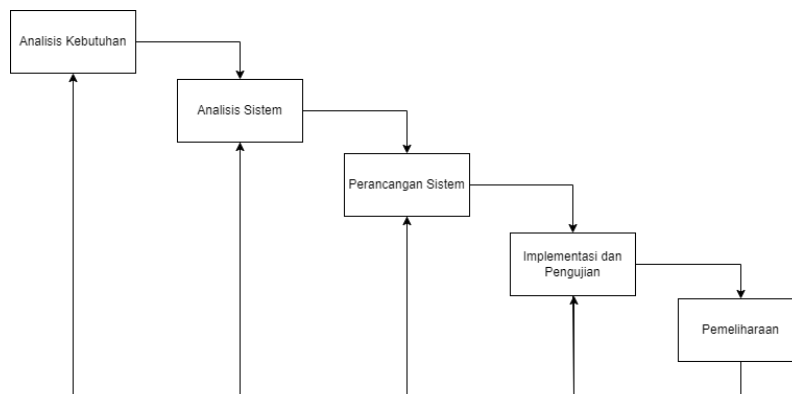 Analisis Kebutuhan
Analisis Sistem
Perancangan Sistem
Implementasi dan
Pengujian
Pemeliharaan